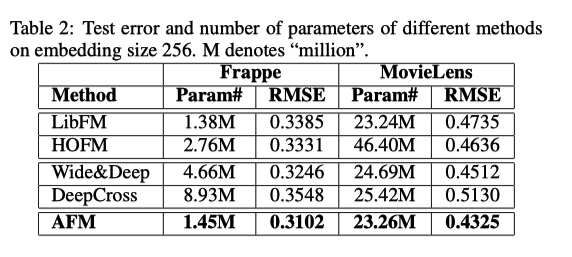 Table 2: Test error and number of parameters of different methods
on embedding size 256. M denotes “million”.
Frappe MovieLens
Method Param# RMSE Param# RMSE
LibFM 1.38M 0.3385 23.24M 0.4735
HOFM 2.76M 0.3331 46.40M 0.4636
Wide&Deep 4.66M 0.3246 24.69M 0.4512
DeepCross 8.93M 0.3548 25.42M 0.5130
AFM 1.45M 0.3102 23.26M 0.4325